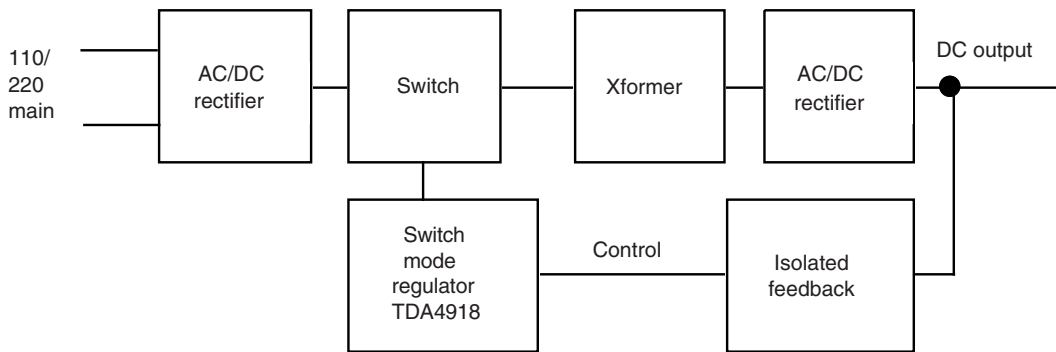 110/
220
main
AC/DC
rectifier
Switch
Xformer
AC/DC
rectifier
DC output
Switch
mode
regulator
TDA4918
Control
Isolated
feedback